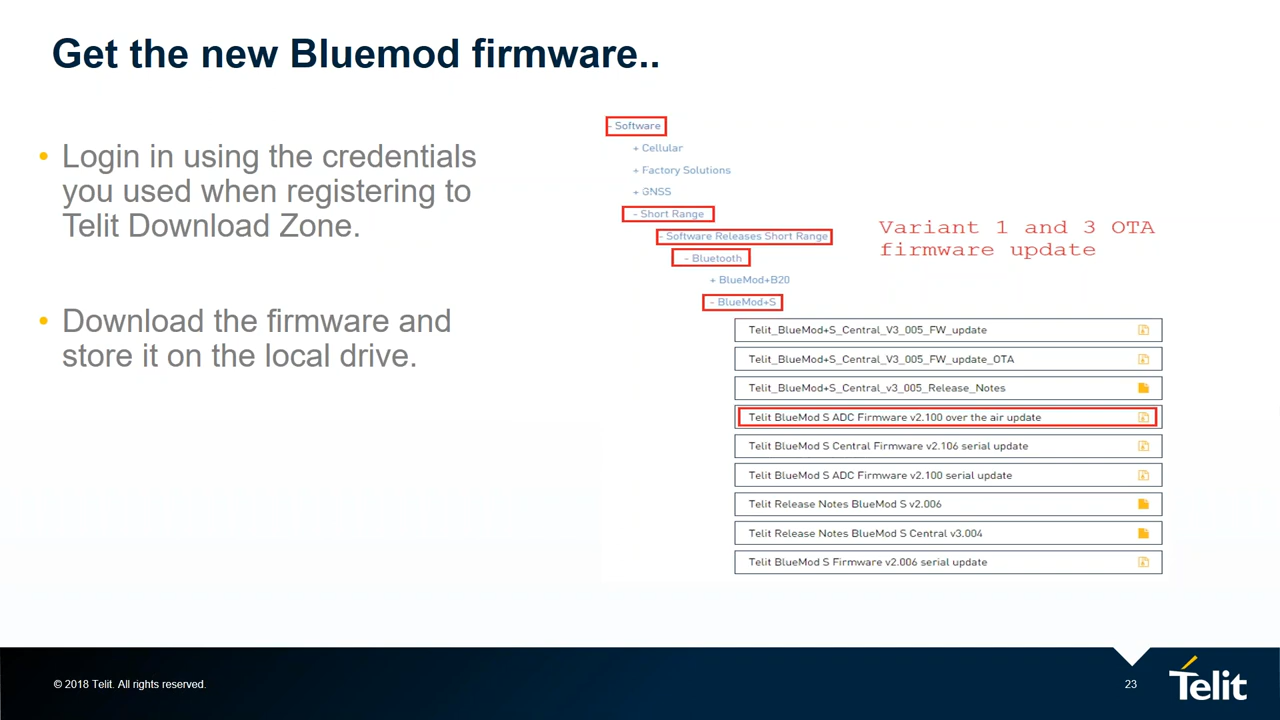 Get the new Bluemod firmware..
• Login in using the credentials
you used when registering to
Telit Download Zone.
• Download the firmware and
store it on the local drive.
- Software
+ Cellular
+ Factory Solutions
+ GNSS
- Short Range
- Software Releases Short Range
- Bluetooth
+ BlueMod+B20
- BlueMod+S
Variant 1 and 3 OTA
firmware update
Telit_BlueMod+S_Central_V3_005_FW_update
Telit_BlueMod+S_Central_V3_005_FW_update_OTA
Telit_BlueMod+S_Central_v3_005_Release_Notes
Telit BlueMod S ADC Firmware v2.100 over the air update
Telit BlueMod S Central Firmware v2.106 serial update
Telit BlueMod S ADC Firmware v2.100 serial update
Telit Release Notes BlueMod S v2.006
Telit Release Notes BlueMod S Central v3.004
Telit BlueMod S Firmware v2.006 serial update
© 2018 Telit. All rights reserved.
23
Telit